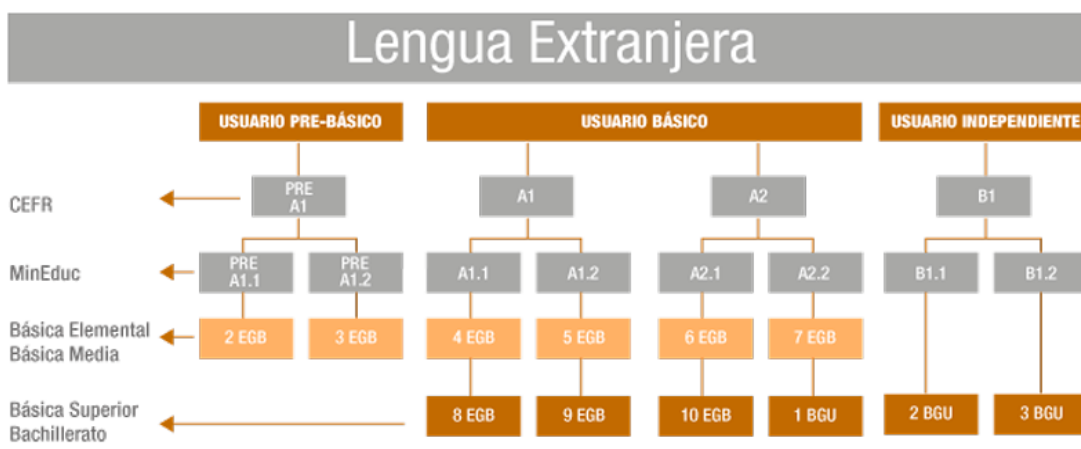 Lengua Extranjera
USUARIO PRE-BÁSICO
USUARIO BÁSICO
USUARIO INDEPENDIENTE
CEFR
PRE
A1
A1
A2
B1
MinEduc
PRE
A1.1
PRE
A1.2
A1.1
A1.2
A2.1
A2.2
B1.1
B1.2
Básica Elemental
Básica Media
2 EGB
3 EGB
4 EGB
5 EGB
6 EGB
7 EGB
Básica Superior
Bachillerato
8 EGB
9 EGB
10 EGB
1 BGU
2 BGU
3 BGU